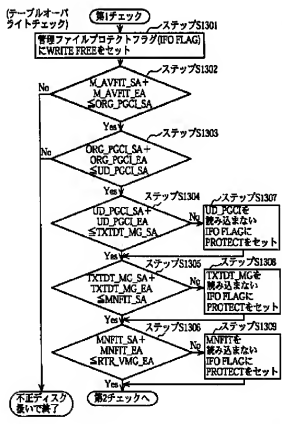 (テーブルオーバ
ライトチェック)
第1チェック
ステップS1301
管理ファイルプロテクトフラグ(IFO FLAG)
にWRITE FREEをセット
ステップS1302
M_AVFIT_SA+
M_AVFIT_EA
≦ORG_PGCI_SA
No
Yes
ステップS1303
ORG_PGCI_SA+
ORG_PGCI_EA
≦UD_PGCI_SA
No
Yes
ステップS1304
UD_PGCI_SA+
UD_PGCI_EA
≦TXTDT_MG_SA
No
ステップS1307
UD_PGCIを
読み込まない
IFO FLAGに
PROTECTをセット
Yes
ステップS1305
TXTDT_MG_SA+
TXTDT_MG_EA
≦MNFIT_SA
No
ステップS1308
TXTDT_MGを
読み込まない
IFO FLAGに
PROTECTをセット
Yes
ステップS1306
MNFIT_SA+
MNFIT_EA
≦RTR_VMG_EA
No
ステップS1309
MNFITを
読み込まない
IFO FLAGに
PROTECTをセット
Yes
不正ディスク
扱いで終了
第2チェックへ